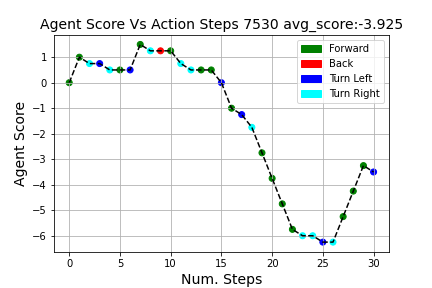 Agent Score Vs Action Steps 7530 avg_score:-3.925
Forward
Back
Turn Left
Turn Right
Agent Score
1
0
−1
−2
−3
−4
−5
−6
0 5 10 15 20 25 30
Num. Steps